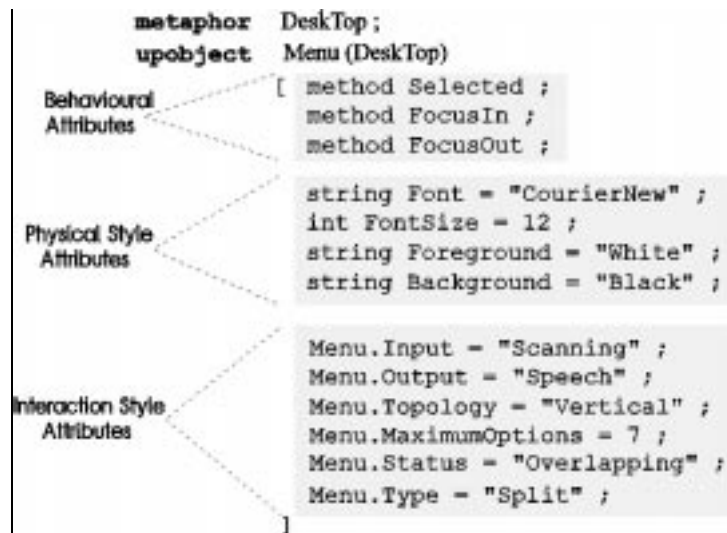 metaphor DeskTop ;
upobject Menu (DeskTop)
[ method Selected ;
Behavioural
Attributes
method FocusIn ;
method FocusOut ;
string Font = "CourierNew" ;
int FontSize = 12 ;
Physical Style
Attributes
string Foreground = "White" ;
string Background = "Black" ;
Menu.Input = "Scanning" ;
Menu.Output = "Speech" ;
Interaction Style
Attributes
Menu.Topology = "Vertical" ;
Menu.MaximumOptions = 7 ;
Menu.Status = "Overlapping" ;
Menu.Type = "Split" ;
]